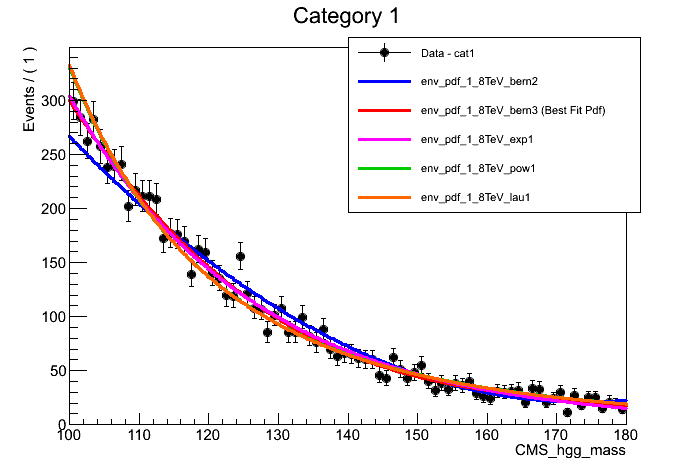 Category 1
Events / ( 1 )
Data - cat1
env_pdf_1_8TeV_bern2
env_pdf_1_8TeV_bern3 (Best Fit Pdf)
env_pdf_1_8TeV_exp1
env_pdf_1_8TeV_pow1
env_pdf_1_8TeV_lau1
300
250
200
150
100
50
0
100 110 120 130 140 150 160 170 180
CMS_hgg_mass